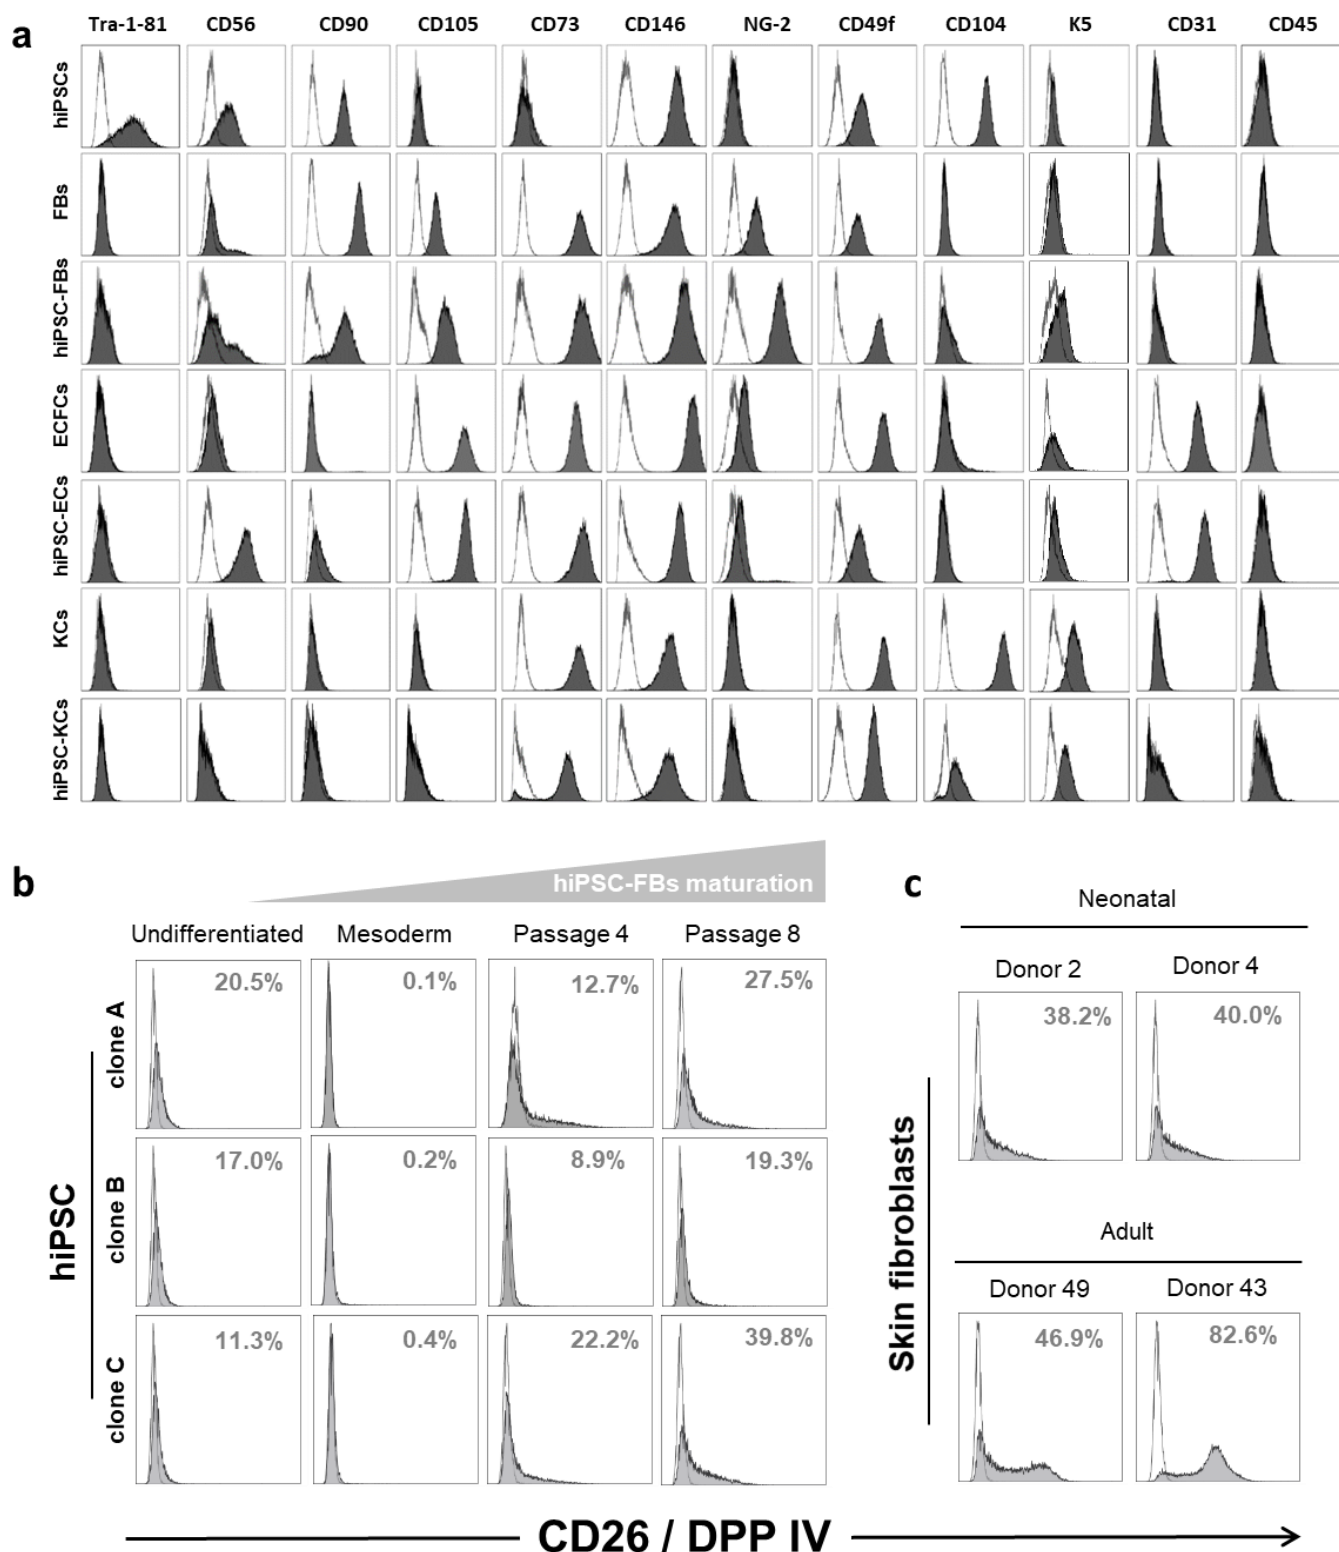 a
Tra-1-81 CD56 CD90 CD105 CD73 CD146 NG-2 CD49f CD104 K5 CD31 CD45
hiPSCs
FBs
hiPSC-FBs
ECFCs
hiPSC-ECs
KCs
hiPSC-KCs
b
hiPSC-FBs maturation
Undifferentiated Mesoderm Passage 4 Passage 8
hiPSC
clone A
20.5% 0.1% 12.7% 27.5%
clone B
17.0% 0.2% 8.9% 19.3%
clone C
11.3% 0.4% 22.2% 39.8%
c
Neonatal
Donor 2 Donor 4
38.2% 40.0%
Skin fibroblasts
Adult
Donor 49 Donor 43
46.9% 82.6%
CD26 / DPP IV